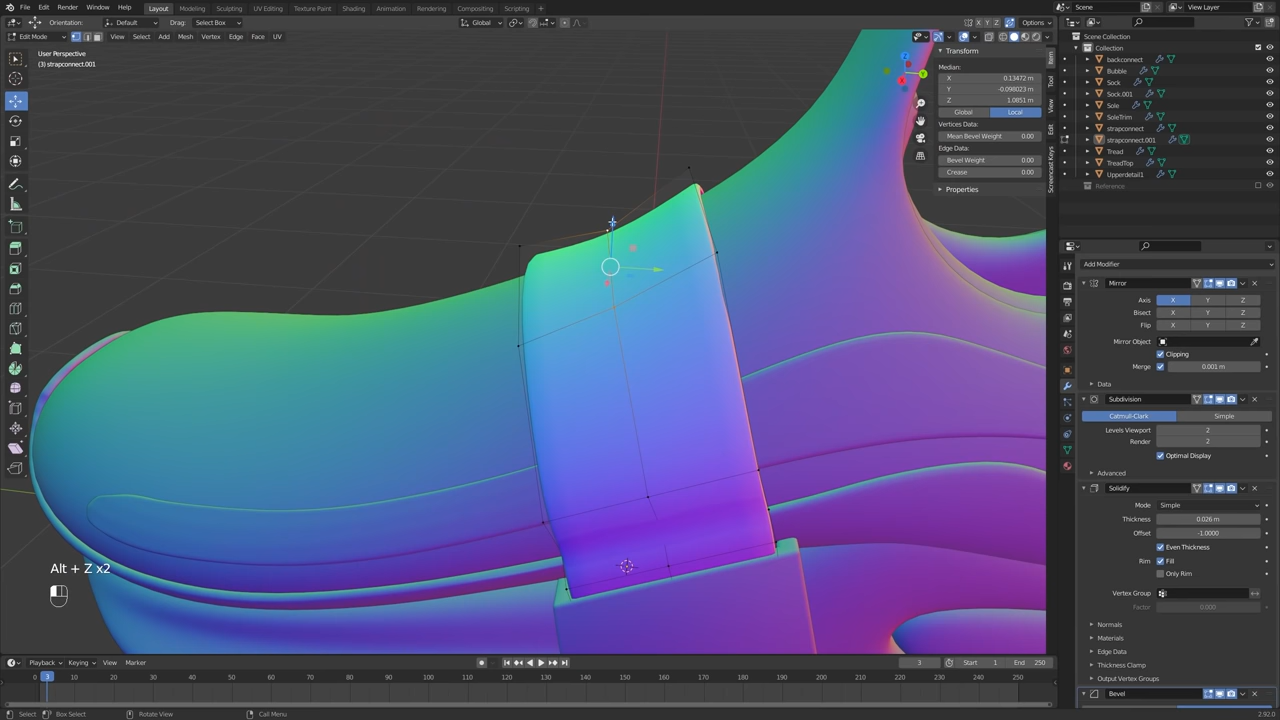 File Edit Render Window Help Layout Modeling Sculpting UV Editing Texture Paint Shading Animation Rendering Compositing Scripting + Scene View Layer
Orientation: Default Drag: Select Box Global X Y Z Options
Edit Mode View Select Add Mesh Vertex Edge Face UV
User Perspective
(3) strapconnect.001
Transform
Median:
X 0.13472 m
Y -0.098023 m
Z 1.0851 m
Global Local
Vertices Data:
Mean Bevel Weight 0.00
Edge Data:
Bevel Weight 0.00
Crease 0.00
Properties
Item
Tool
View
Edit
Screencast Keys
Scene Collection
Collection
backconnect
Bubble
Sock
Sock.001
Sole
SoleTrim
strapconnect
strapconnect.001
Tread
TreadTop
Upperdetail1
Reference
Add Modifier
Mirror
Axis X Y Z
Bisect X Y Z
Flip X Y Z
Mirror Object
Clipping
Merge 0.001 m
Data
Subdivision
Catmull-Clark Simple
Levels Viewport 2
Render 2
Optimal Display
Advanced
Solidify
Mode Simple
Thickness 0.026 m
Offset -1.0000
Even Thickness
Rim Fill
Only Rim
Vertex Group
Factor 0.000
Normals
Materials
Edge Data
Thickness Clamp
Output Vertex Groups
Bevel
Alt + Z x2
Playback Keying View Marker 3 Start 1 End 250
3 10 20 30 40 50 60 70 80 90 100 110 120 130 140 150 160 170 180 190 200 210 220 230 240 250
Select Box Select Rotate View Call Menu 2.92.0